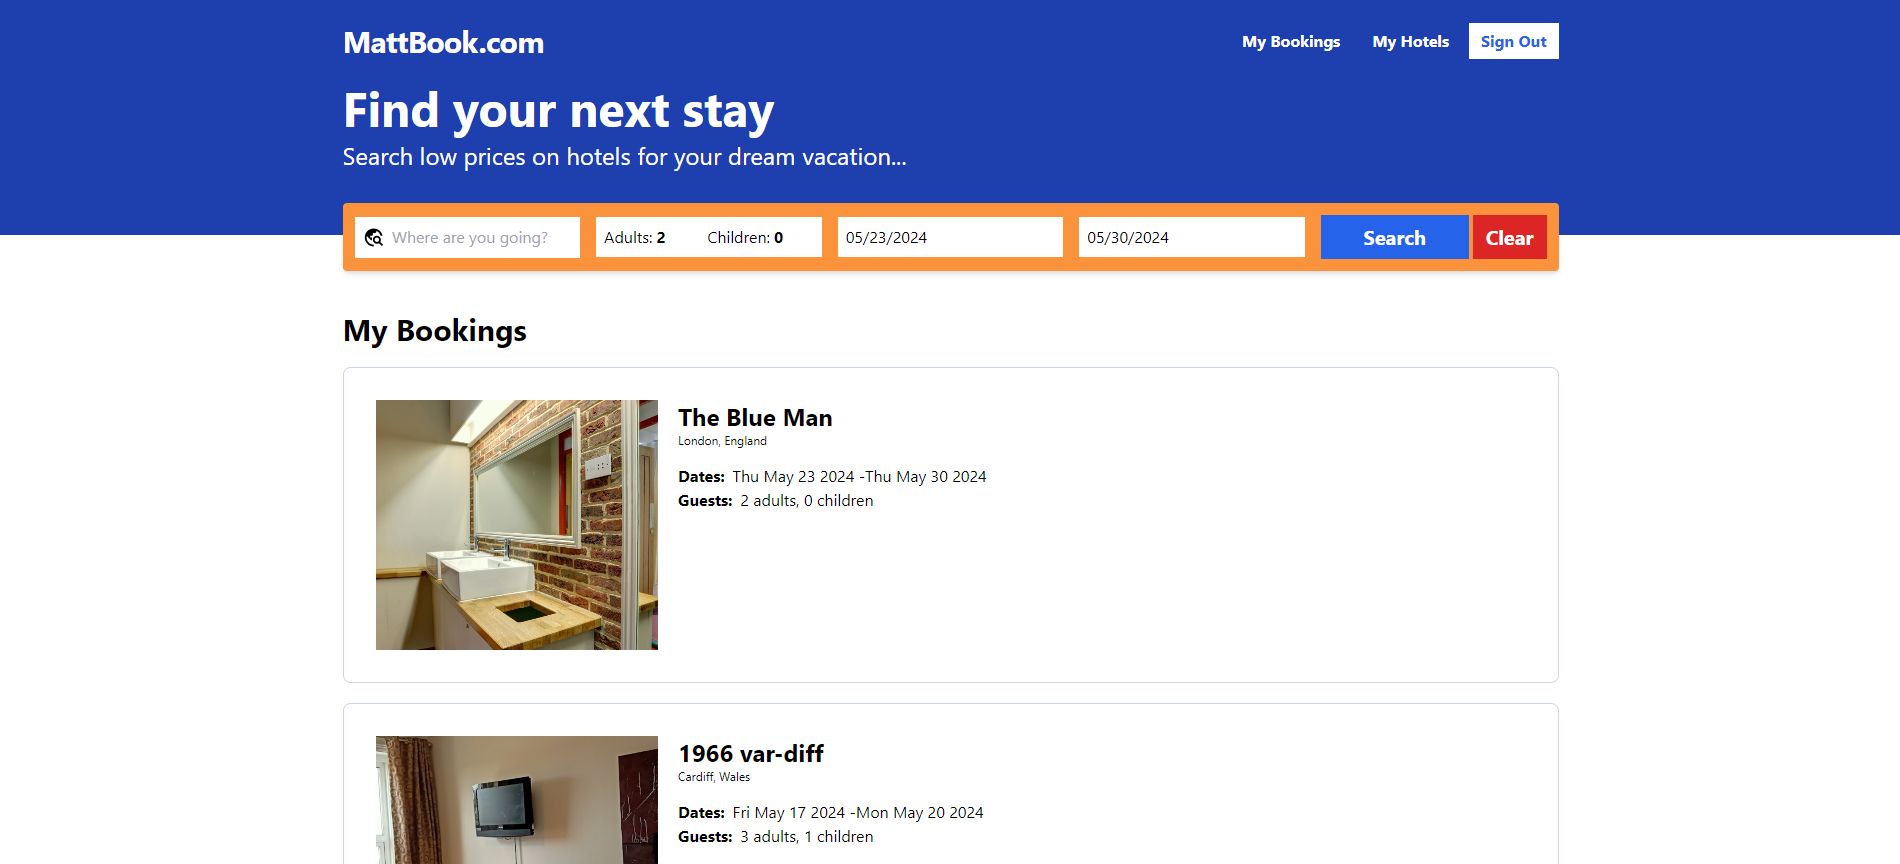 MattBook.com
My Bookings My Hotels Sign Out
Find your next stay
Search low prices on hotels for your dream vacation...
Where are you going? Adults: 2 Children: 0 05/23/2024 05/30/2024 Search Clear
My Bookings
The Blue Man
London, England
Dates: Thu May 23 2024 -Thu May 30 2024
Guests: 2 adults, 0 children
1966 var-diff
Cardiff, Wales
Dates: Fri May 17 2024 -Mon May 20 2024
Guests: 3 adults, 1 children